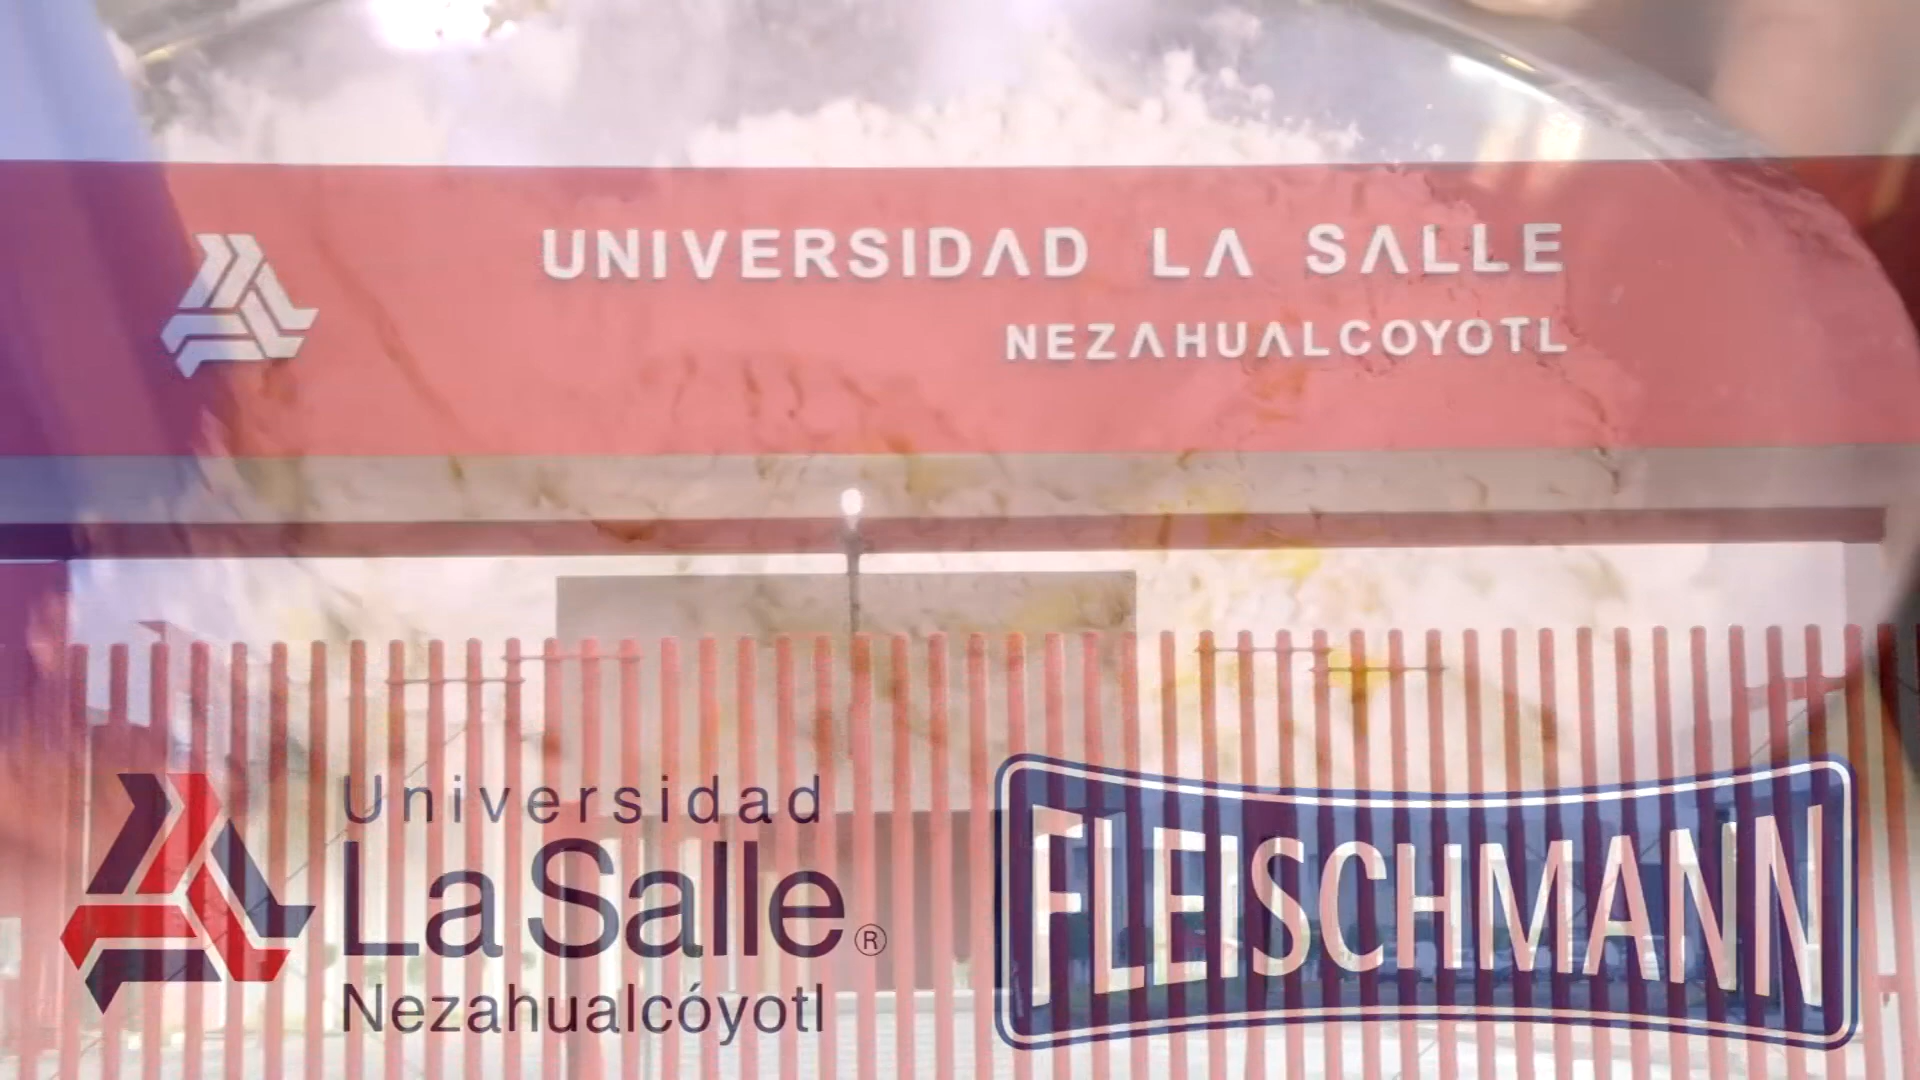 UNIVERSIDAD LA SALLE
NEZAHUALCOYOTL
Universidad
La Salle ®
Nezahualcóyotl
FLEISCHMANN